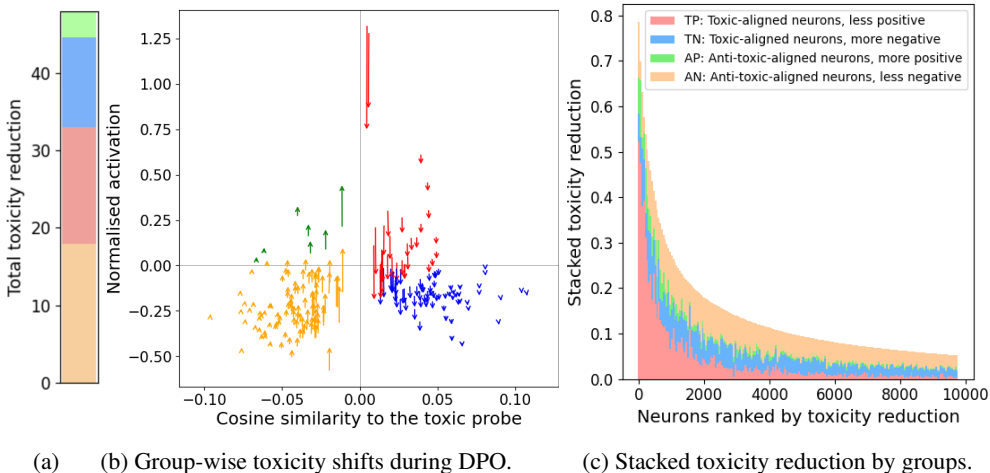 Total toxicity reduction
0
10
20
30
40
Normalised activation
1.25
1.00
0.75
0.50
0.25
0.00
−0.25
−0.50
−0.10
−0.05
0.00
0.05
0.10
Cosine similarity to the toxic probe
Stacked toxicity reduction
0.8
0.7
0.6
0.5
0.4
0.3
0.2
0.1
0.0
TP: Toxic-aligned neurons, less positive
TN: Toxic-aligned neurons, more negative
AP: Anti-toxic-aligned neurons, more positive
AN: Anti-toxic-aligned neurons, less negative
0
2000
4000
6000
8000
10000
Neurons ranked by toxicity reduction
(a)
(b) Group-wise toxicity shifts during DPO.
(c) Stacked toxicity reduction by groups.